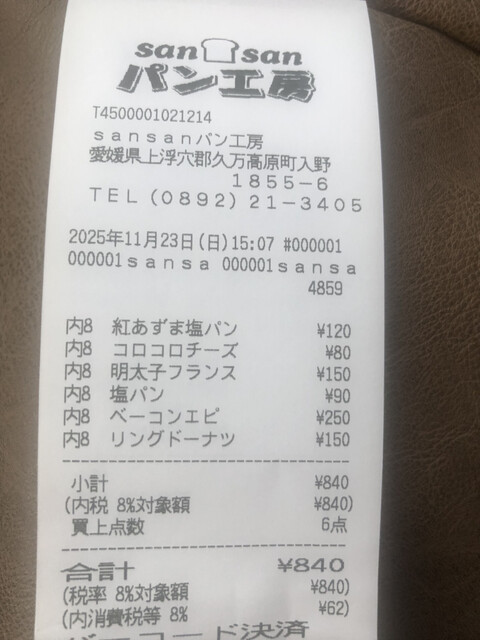 san san
パン工房
T4500001021214
sansanパン工房
愛媛県上浮穴郡久万高原町入野
1855-6
TEL(0892)21-3405
2025年11月23日(日)15:07 #000001
000001sansa 000001sansa
4859
内8 紅あずま塩パン ¥120
内8 コロコロチーズ ¥80
内8 明太子フランス ¥150
内8 塩パン ¥90
内8 ベーコンエピ ¥250
内8 リングドーナツ ¥150
小計 ¥840
(内税 8%対象額 ¥840)
買上点数 6点
合計 ¥840
(税率 8%対象額 ¥840)
(内消費税等 8% ¥62)
バーコード決済